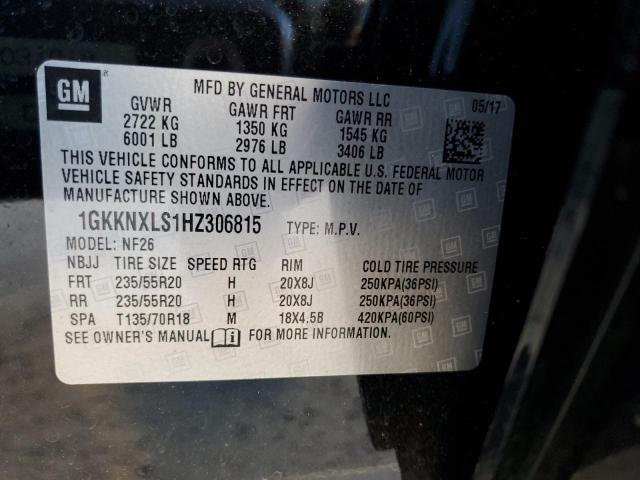 GM
MFD BY GENERAL MOTORS LLC
GVWR GAWR FRT GAWR RR 05/17
2722 KG 1350 KG 1545 KG
6001 LB 2976 LB 3406 LB
THIS VEHICLE CONFORMS TO ALL APPLICABLE U.S. FEDERAL MOTOR
VEHICLE SAFETY STANDARDS IN EFFECT ON THE DATE OF
MANUFACTURE SHOWN ABOVE.
1GKKNXLS1HZ306815 TYPE: M.P.V.
MODEL: NF26
NBJJ TIRE SIZE SPEED RTG RIM COLD TIRE PRESSURE
FRT 235/55R20 H 20X8J 250KPA(36PSI)
RR 235/55R20 H 20X8J 250KPA(36PSI)
SPA T135/70R18 M 18X4.5B 420KPA(60PSI)
SEE OWNER'S MANUAL FOR MORE INFORMATION.